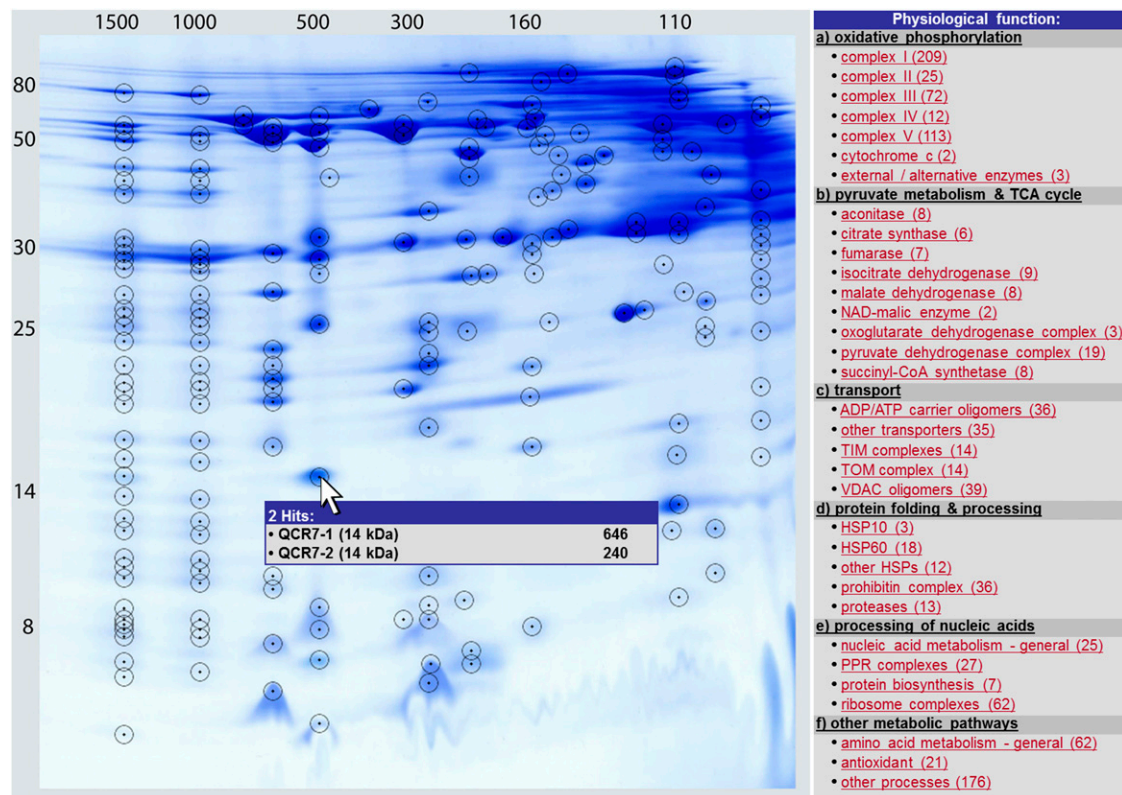 1500 1000 500 300 160 110
80
50
30
25
14
8
2 Hits:
• QCR7-1 (14 kDa) 646
• QCR7-2 (14 kDa) 240
Physiological function:
a) oxidative phosphorylation
• complex I (209)
• complex II (25)
• complex III (72)
• complex IV (12)
• complex V (113)
• cytochrome c (2)
• external / alternative enzymes (3)
b) pyruvate metabolism & TCA cycle
• aconitase (8)
• citrate synthase (6)
• fumarase (7)
• isocitrate dehydrogenase (9)
• malate dehydrogenase (8)
• NAD-malic enzyme (2)
• oxoglutarate dehydrogenase complex (3)
• pyruvate dehydrogenase complex (19)
• succinyl-CoA synthetase (8)
c) transport
• ADP/ATP carrier oligomers (36)
• other transporters (35)
• TIM complexes (14)
• TOM complex (14)
• VDAC oligomers (39)
d) protein folding & processing
• HSP10 (3)
• HSP60 (18)
• other HSPs (12)
• prohibitin complex (36)
• proteases (13)
e) processing of nucleic acids
• nucleic acid metabolism - general (25)
• PPR complexes (27)
• protein biosynthesis (7)
• ribosome complexes (62)
f) other metabolic pathways
• amino acid metabolism - general (62)
• antioxidant (21)
• other processes (176)